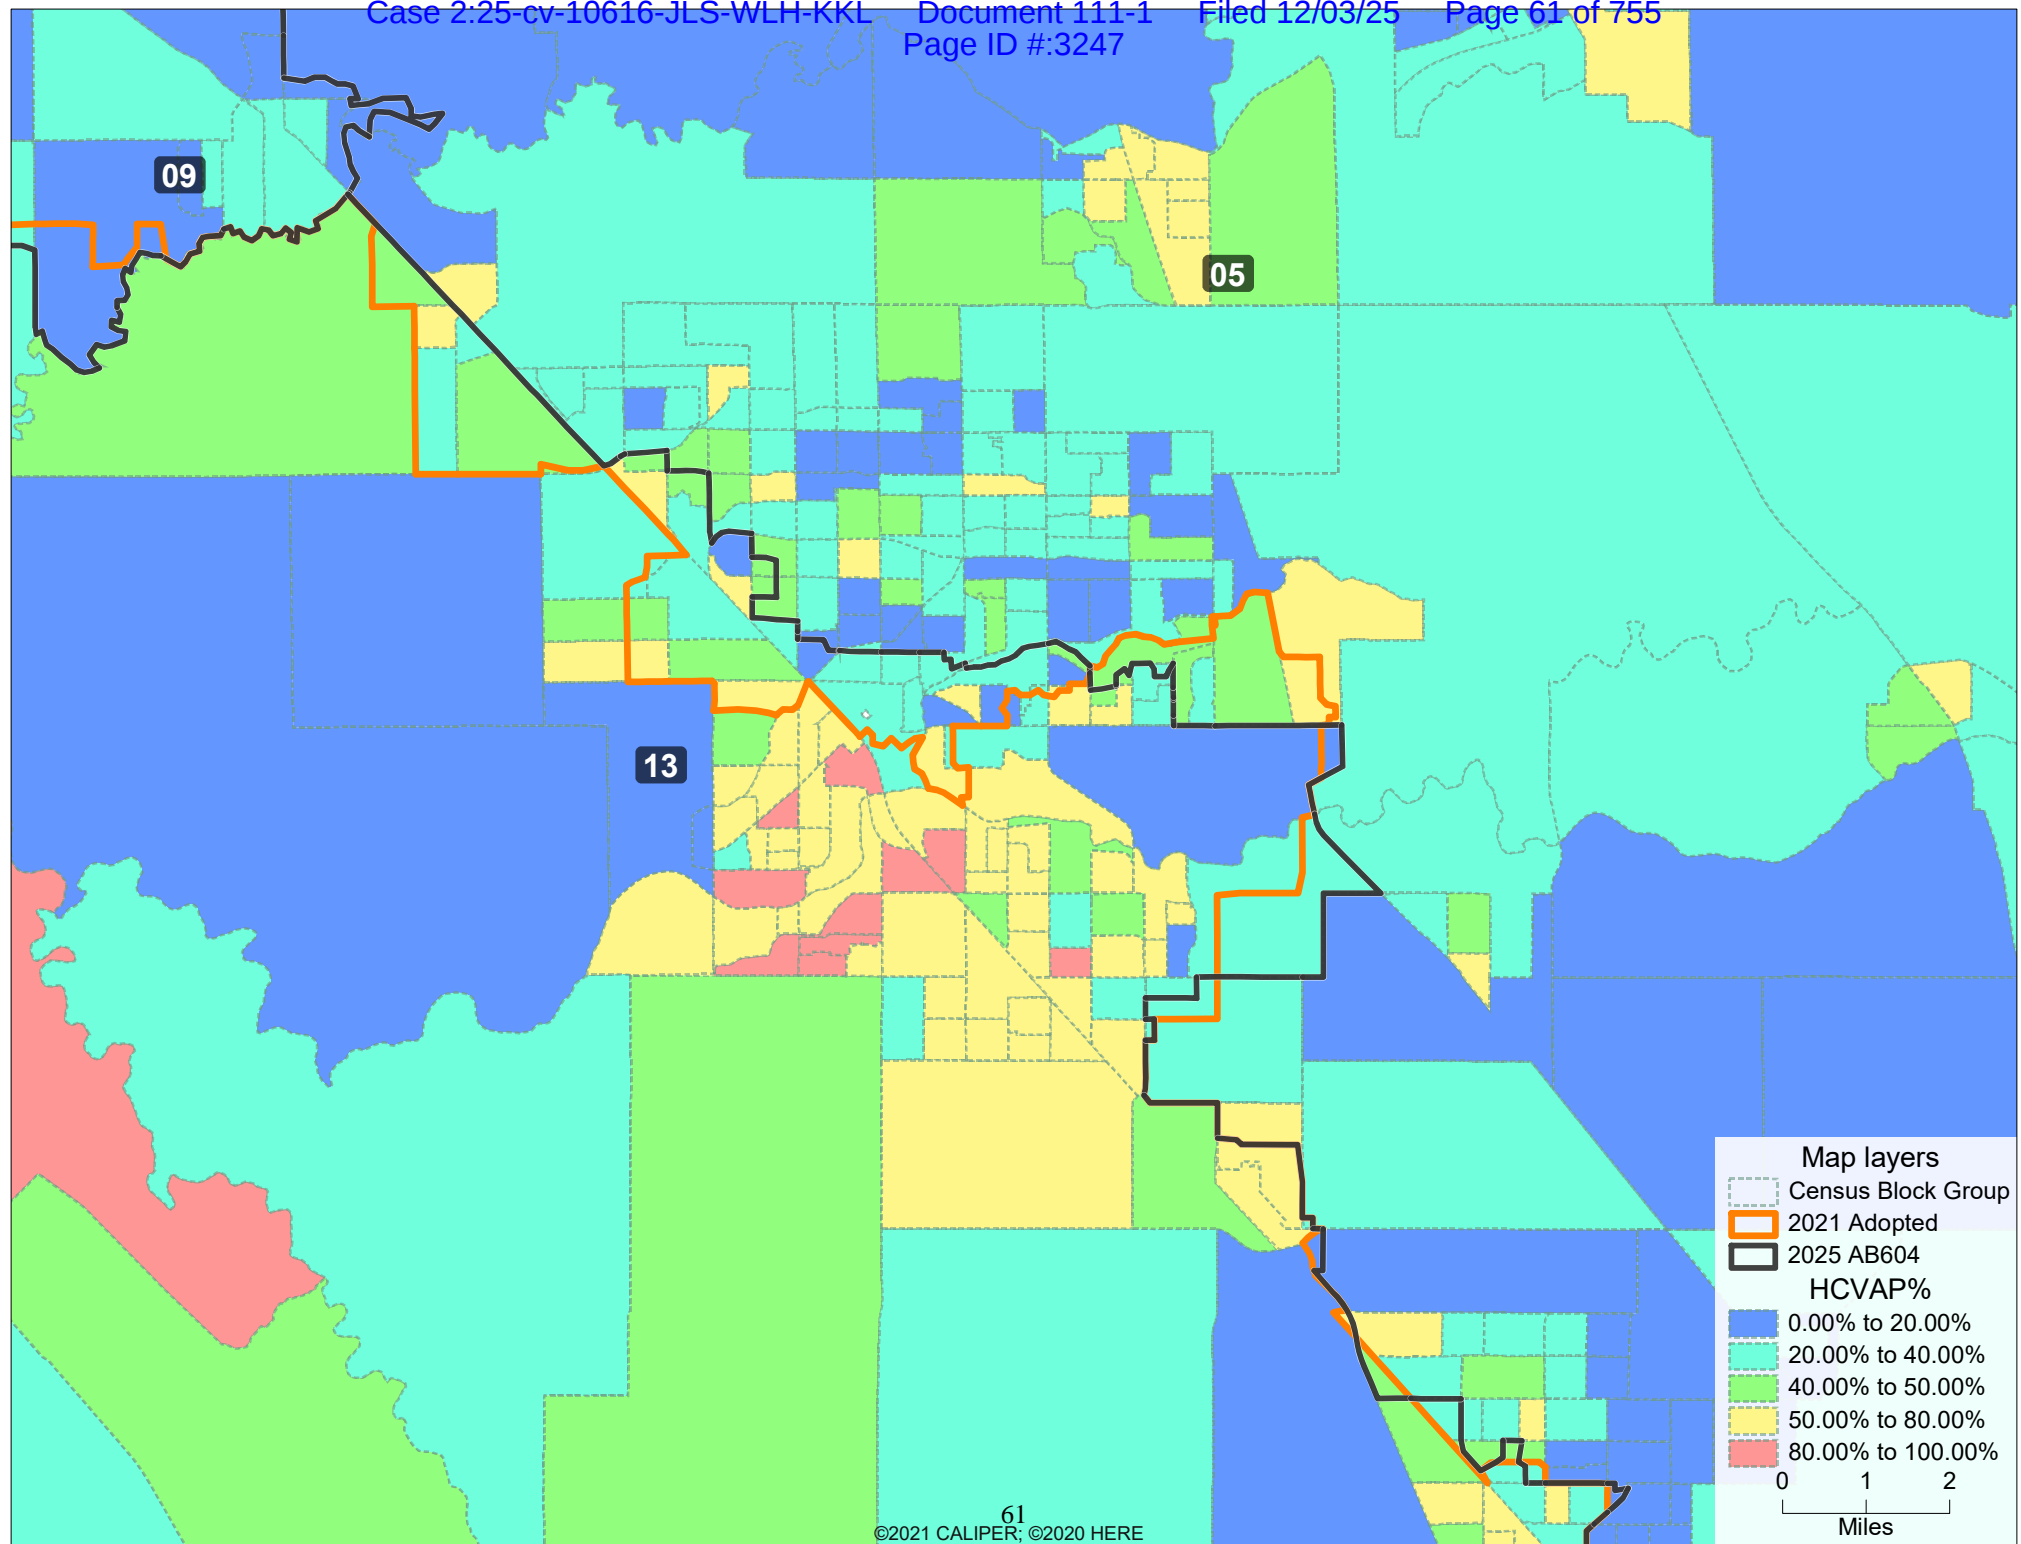 Case 2:25-cv-10616-JLS-WLH-KKL Document 111-1 Filed 12/03/25 Page 61 of 755
Page ID #:3247
09
05
13
Map layers
Census Block Group
2021 Adopted
2025 AB604
HCVAP%
0.00% to 20.00%
20.00% to 40.00%
40.00% to 50.00%
50.00% to 80.00%
80.00% to 100.00%
0 1 2
Miles
61
©2021 CALIPER; ©2020 HERE